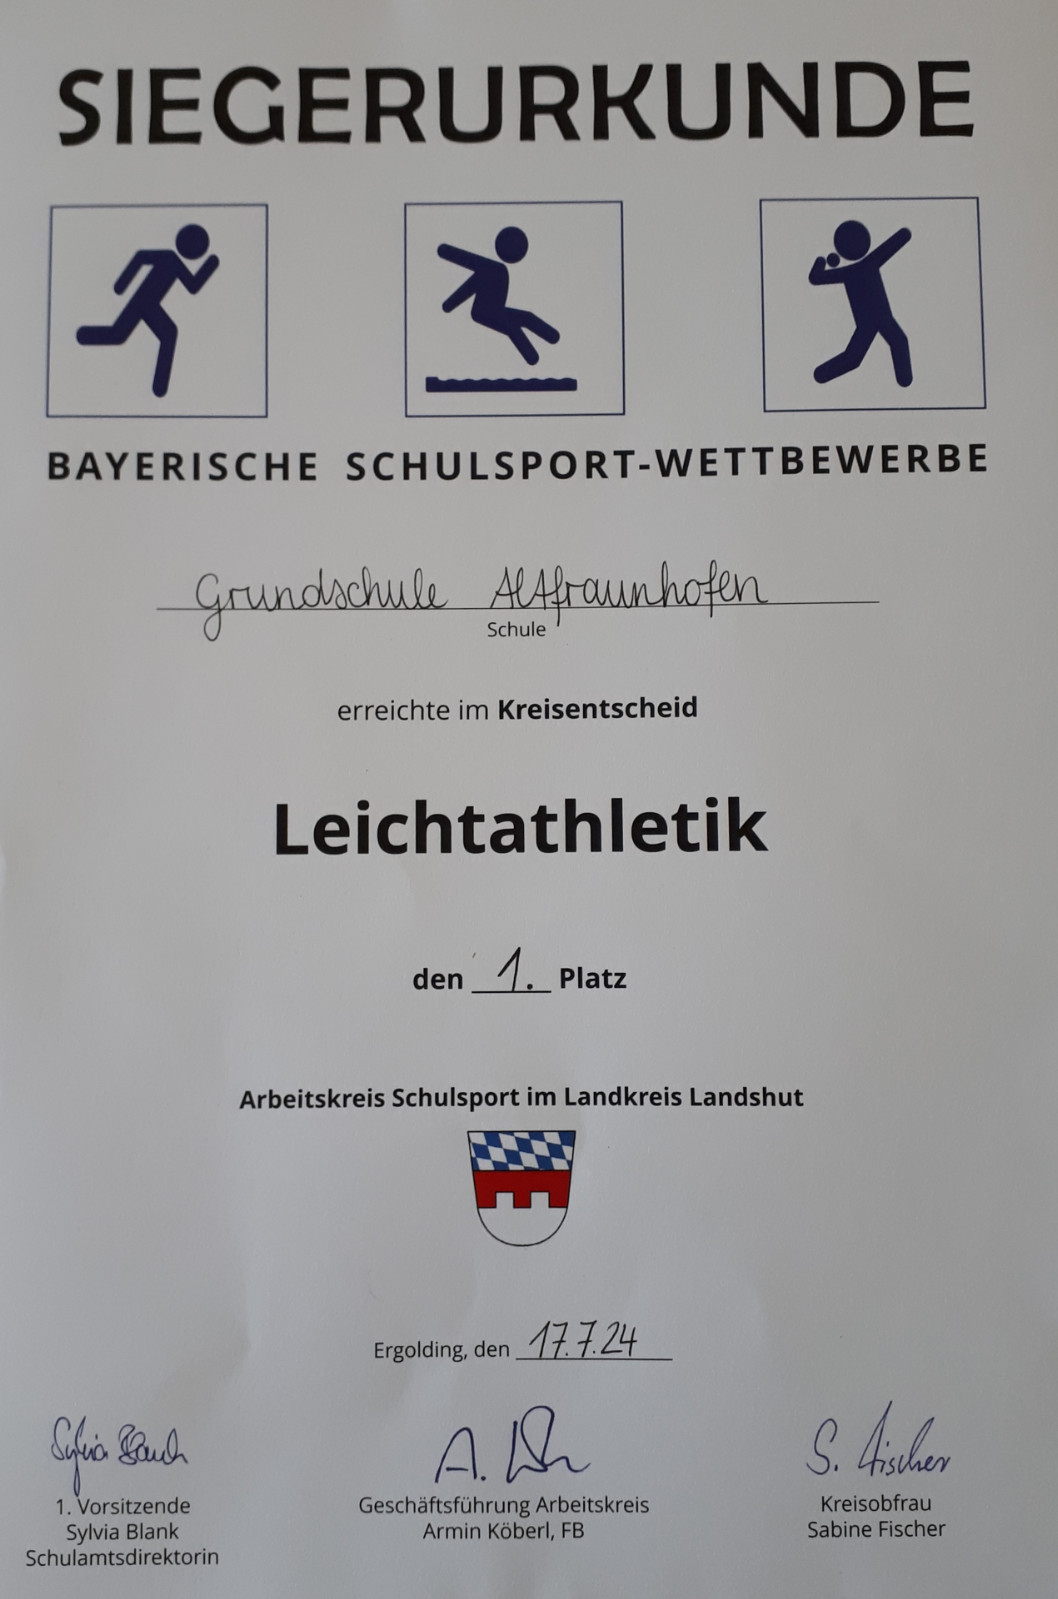 SIEGERURKUNDE
BAYERISCHE SCHULSPORT-WETTBEWERBE
Grundschule Altfraunhofen
Schule
erreichte im Kreisentscheid
Leichtathletik
den 1. Platz
Arbeitskreis Schulsport im Landkreis Landshut
Ergolding, den 17.7.24
Sylvia Blank
A.
S. Fischer
1. Vorsitzende
Sylvia Blank
Schulamtsdirektorin
Geschäftsführung Arbeitskreis
Armin Köberl, FB
Kreisobfrau
Sabine Fischer